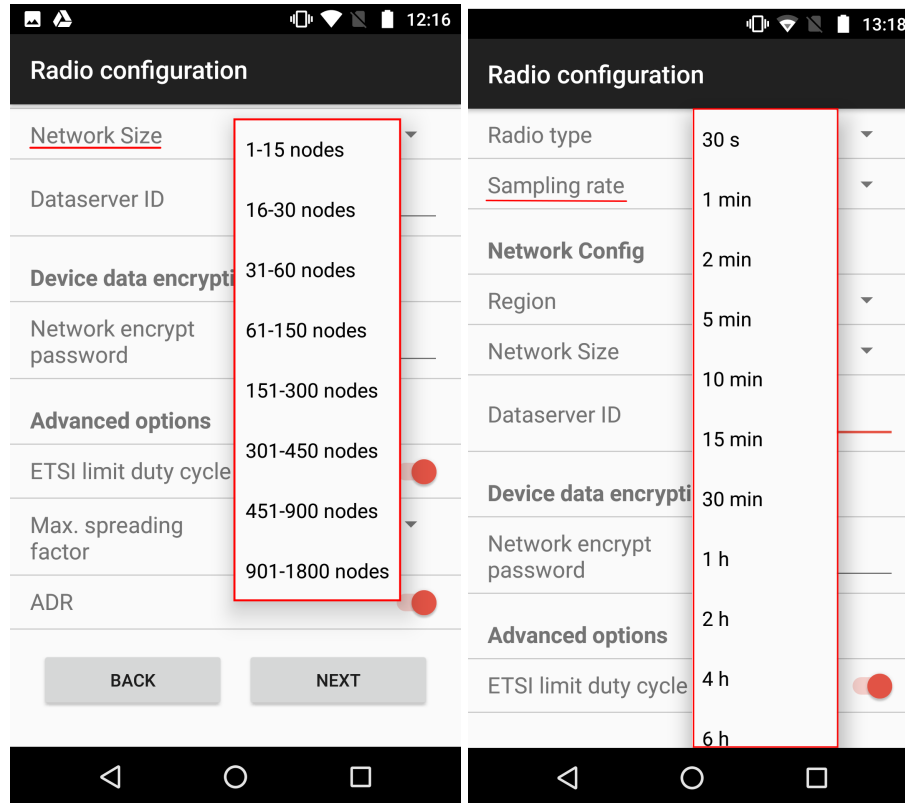 12:16
Radio configuration
Network Size
1-15 nodes
Dataserver ID
16-30 nodes
31-60 nodes
Device data encrypti
Network encrypt
password
61-150 nodes
151-300 nodes
Advanced options
301-450 nodes
ETSI limit duty cycle
451-900 nodes
Max. spreading
factor
901-1800 nodes
ADR
BACK
NEXT
13:18
Radio configuration
Radio type
30 s
Sampling rate
1 min
Network Config
2 min
Region
5 min
Network Size
10 min
Dataserver ID
15 min
Device data encrypti
30 min
Network encrypt
password
1 h
2 h
Advanced options
ETSI limit duty cycle
4 h
6 h